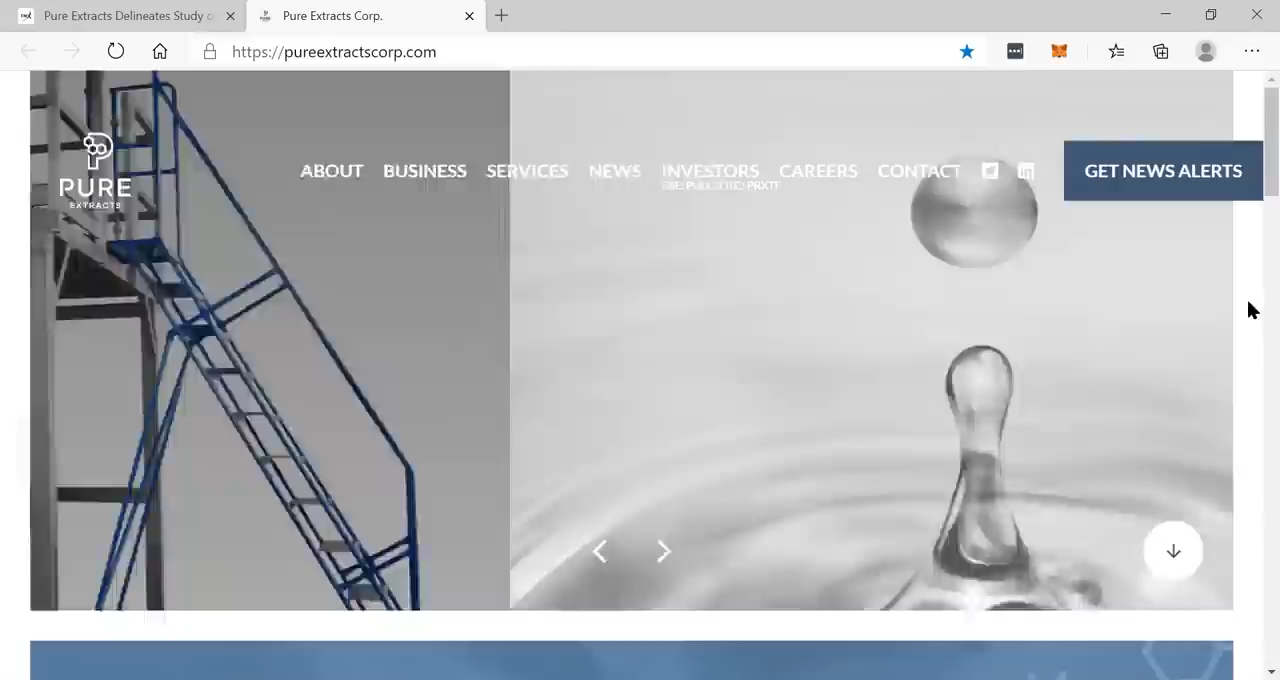 Pure Extracts Delineates Study
Pure Extracts Corp.
https://pureextractscorp.com
PURE
EXTRACTS
ABOUT
BUSINESS
SERVICES
NEWS
INVESTORS
CAREERS
CONTACT
GET NEWS ALERTS
PRXTF